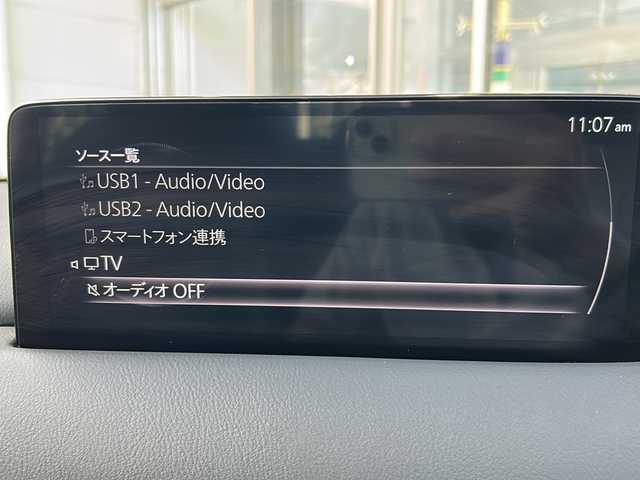 11:07 am
ソース一覧
USB1 - Audio/Video
USB2 - Audio/Video
スマートフォン連携
TV
オーディオ OFF